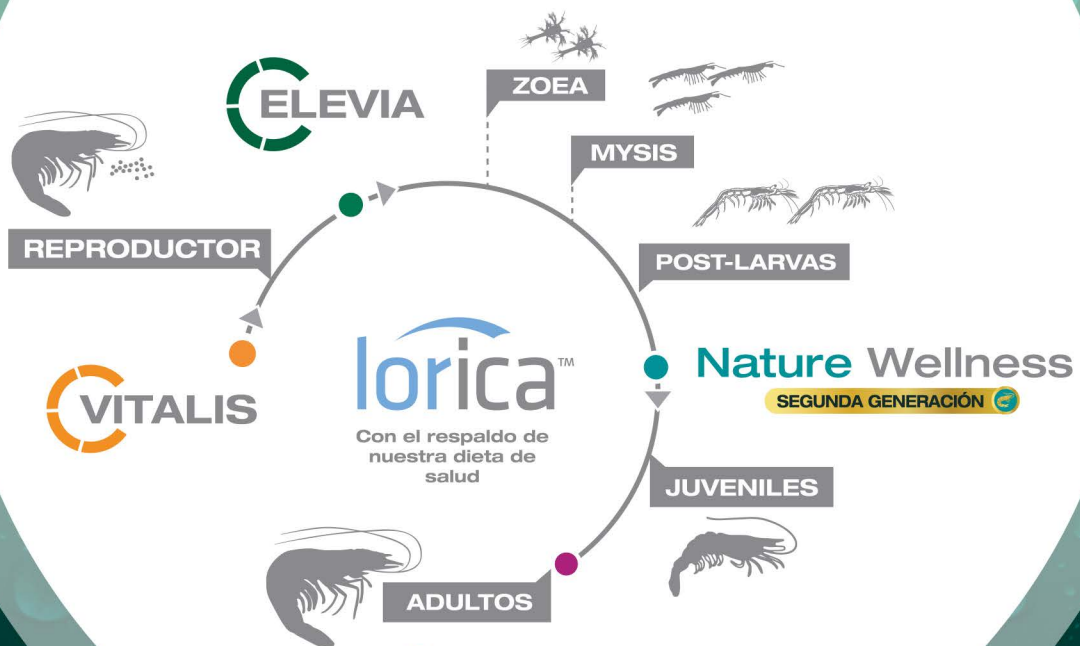 ELEVIA
ZOEA
MYSIS
REPRODUCTOR
POST-LARVAS
lorica™
Con el respaldo de
nuestra dieta de
salud
Nature Wellness
SEGUNDA GENERACIÓN
VITALIS
JUVENILES
ADULTOS